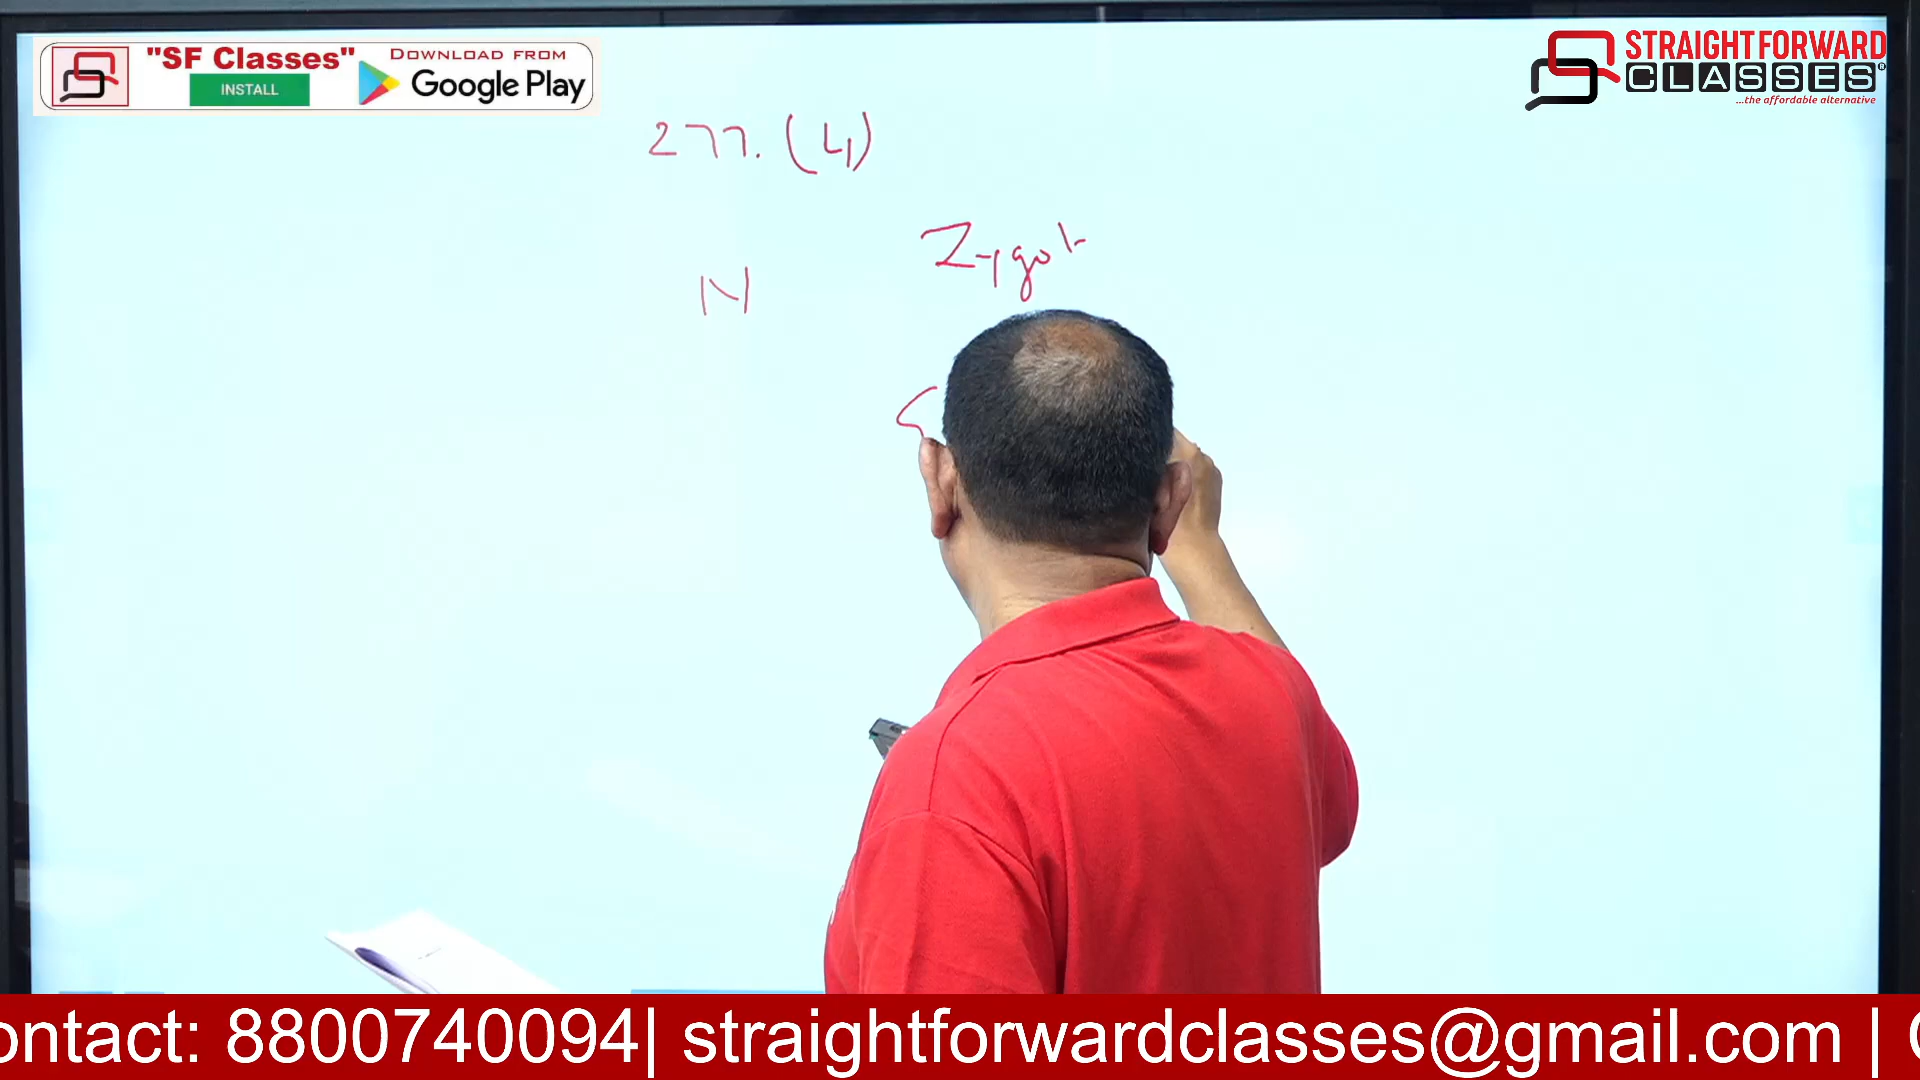 "SF Classes"
INSTALL
DOWNLOAD FROM
Google Play
STRAIGHT FORWARD
CLASSES®
...the affordable alternative
277. (4)
Zygot
N
ontact: 8800740094| straightforwardclasses@gmail.com |